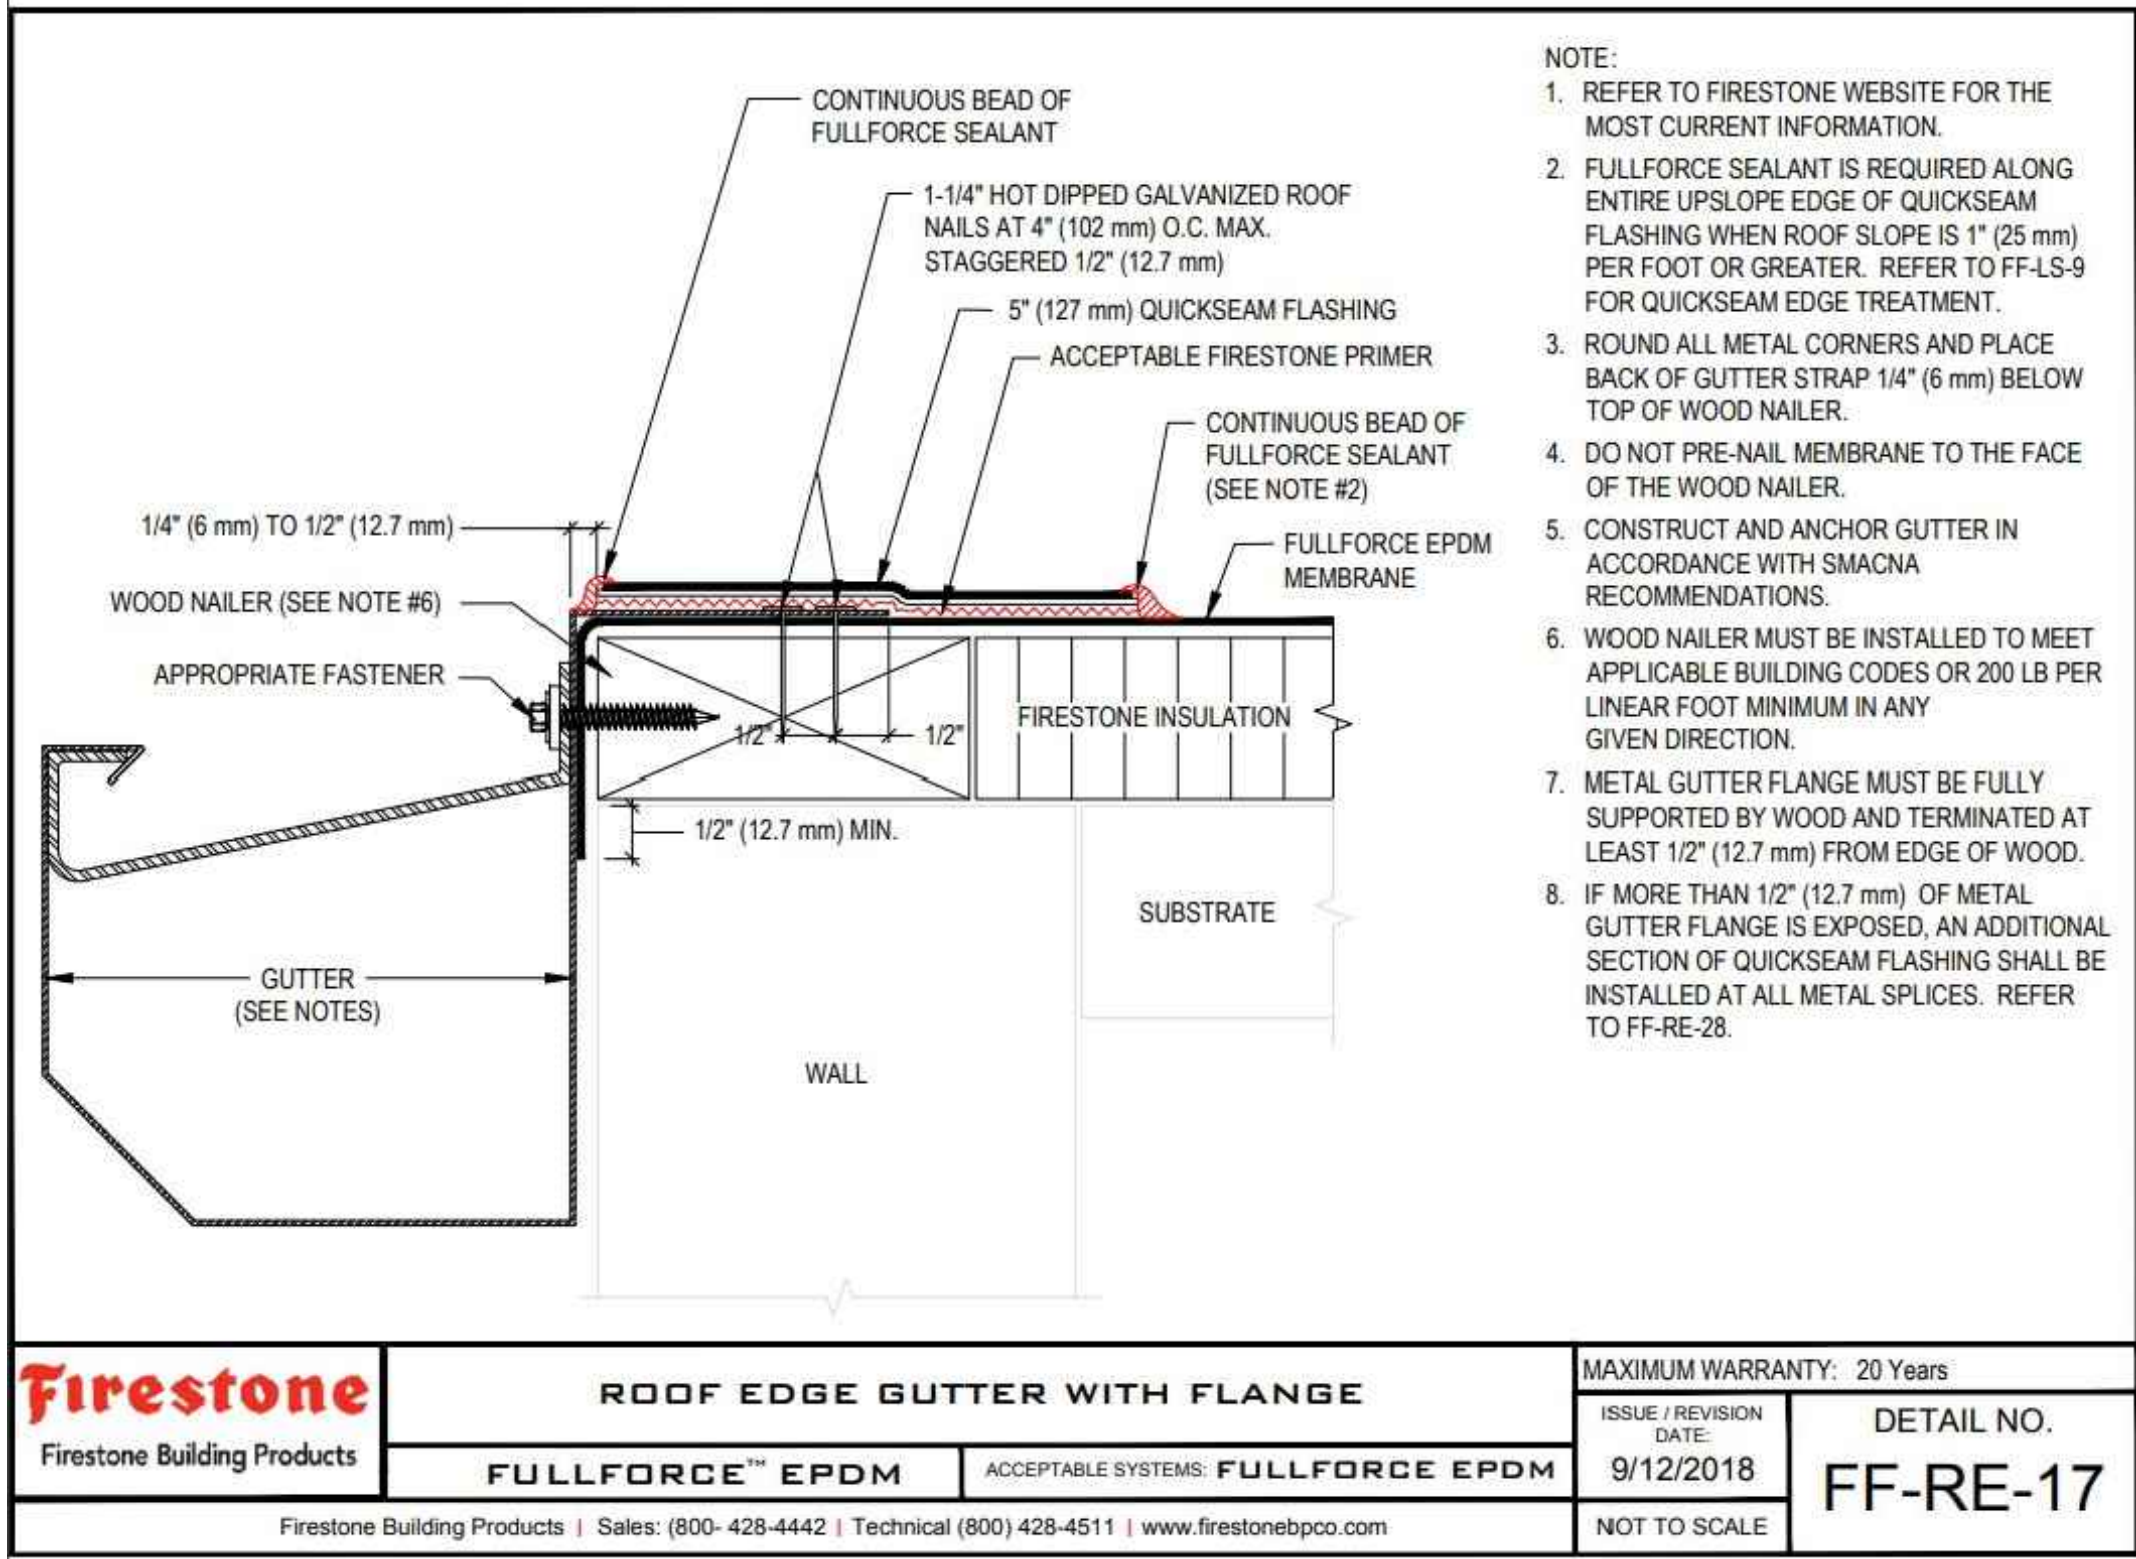 CONTINUOUS BEAD OF
FULLFORCE SEALANT
1-1/4" HOT DIPPED GALVANIZED ROOF
NAILS AT 4" (102 mm) O.C. MAX.
STAGGERED 1/2" (12.7 mm)
5" (127 mm) QUICKSEAM FLASHING
ACCEPTABLE FIRESTONE PRIMER
CONTINUOUS BEAD OF
FULLFORCE SEALANT
(SEE NOTE #2)
FULLFORCE EPDM
MEMBRANE
1/4" (6 mm) TO 1/2" (12.7 mm)
WOOD NAILER (SEE NOTE #6)
APPROPRIATE FASTENER
1/2"
1/2"
FIRESTONE INSULATION
1/2" (12.7 mm) MIN.
SUBSTRATE
GUTTER
(SEE NOTES)
WALL
NOTE:
1. REFER TO FIRESTONE WEBSITE FOR THE
MOST CURRENT INFORMATION.
2. FULLFORCE SEALANT IS REQUIRED ALONG
ENTIRE UPSLOPE EDGE OF QUICKSEAM
FLASHING WHEN ROOF SLOPE IS 1" (25 mm)
PER FOOT OR GREATER. REFER TO FF-LS-9
FOR QUICKSEAM EDGE TREATMENT.
3. ROUND ALL METAL CORNERS AND PLACE
BACK OF GUTTER STRAP 1/4" (6 mm) BELOW
TOP OF WOOD NAILER.
4. DO NOT PRE-NAIL MEMBRANE TO THE FACE
OF THE WOOD NAILER.
5. CONSTRUCT AND ANCHOR GUTTER IN
ACCORDANCE WITH SMACNA
RECOMMENDATIONS.
6. WOOD NAILER MUST BE INSTALLED TO MEET
APPLICABLE BUILDING CODES OR 200 LB PER
LINEAR FOOT MINIMUM IN ANY
GIVEN DIRECTION.
7. METAL GUTTER FLANGE MUST BE FULLY
SUPPORTED BY WOOD AND TERMINATED AT
LEAST 1/2" (12.7 mm) FROM EDGE OF WOOD.
8. IF MORE THAN 1/2" (12.7 mm) OF METAL
GUTTER FLANGE IS EXPOSED, AN ADDITIONAL
SECTION OF QUICKSEAM FLASHING SHALL BE
INSTALLED AT ALL METAL SPLICES. REFER
TO FF-RE-28.
Firestone
Firestone Building Products
ROOF EDGE GUTTER WITH FLANGE
FULLFORCE™ EPDM
ACCEPTABLE SYSTEMS: FULLFORCE EPDM
MAXIMUM WARRANTY: 20 Years
ISSUE / REVISION
DATE:
9/12/2018
NOT TO SCALE
DETAIL NO.
FF-RE-17
Firestone Building Products | Sales: (800- 428-4442 | Technical (800) 428-4511 | www.firestonebpco.com